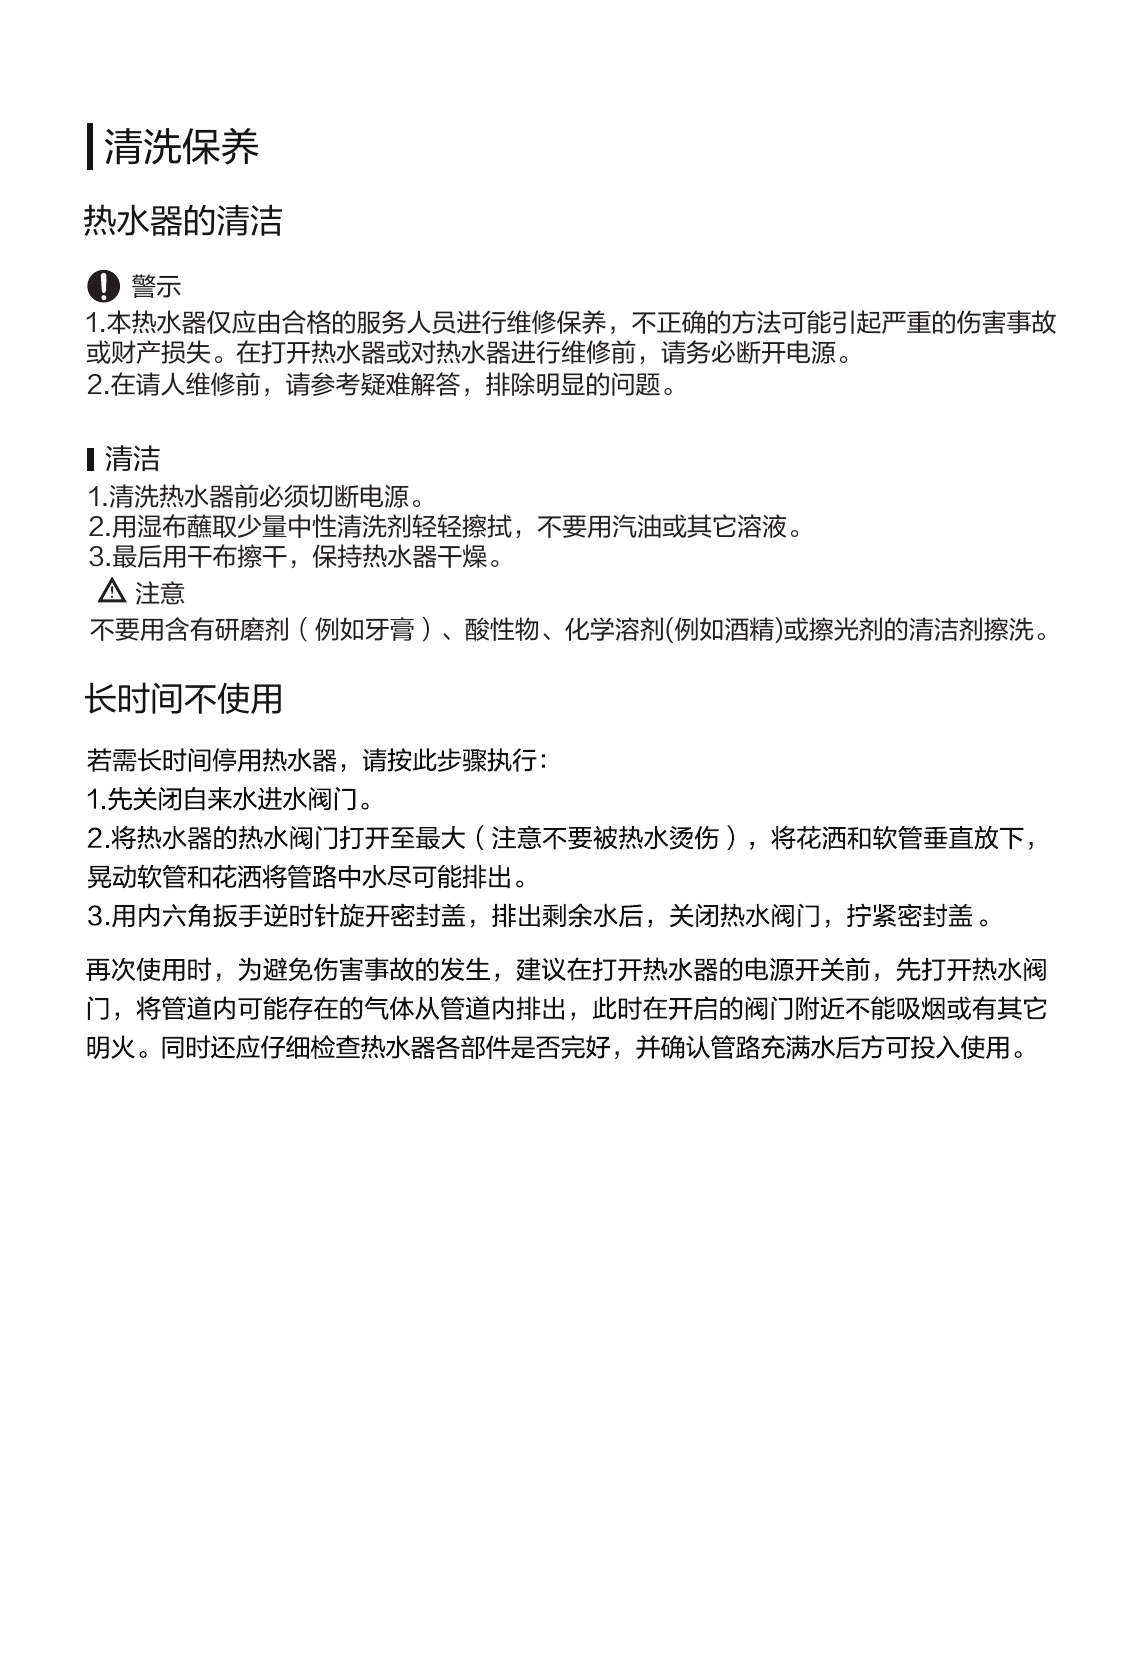 清洗保养
热水器的清洁
警示
1.本热水器仅应由合格的服务人员进行维修保养，不正确的方法可能引起严重的伤害事故
或财产损失。在打开热水器或对热水器进行维修前，请务必断开电源。
2.在请人维修前，请参考疑难解答，排除明显的问题。
清洁
1.清洗热水器前必须切断电源。
2.用湿布蘸取少量中性清洗剂轻轻擦拭，不要用汽油或其它溶液。
3.最后用干布擦干，保持热水器干燥。
注意
不要用含有研磨剂（例如牙膏）、酸性物、化学溶剂(例如酒精)或擦光剂的清洁剂擦洗。
长时间不使用
若需长时间停用热水器，请按此步骤执行：
1.先关闭自来水进水阀门。
2.将热水器的热水阀门打开至最大（注意不要被热水烫伤），将花洒和软管垂直放下，
晃动软管和花洒将管路中水尽可能排出。
3.用内六角扳手逆时针旋开密封盖，排出剩余水后，关闭热水阀门，拧紧密封盖。
再次使用时，为避免伤害事故的发生，建议在打开热水器的电源开关前，先打开热水阀
门，将管道内可能存在的气体从管道内排出，此时在开启的阀门附近不能吸烟或有其它
明火。同时还应仔细检查热水器各部件是否完好，并确认管路充满水后方可投入使用。